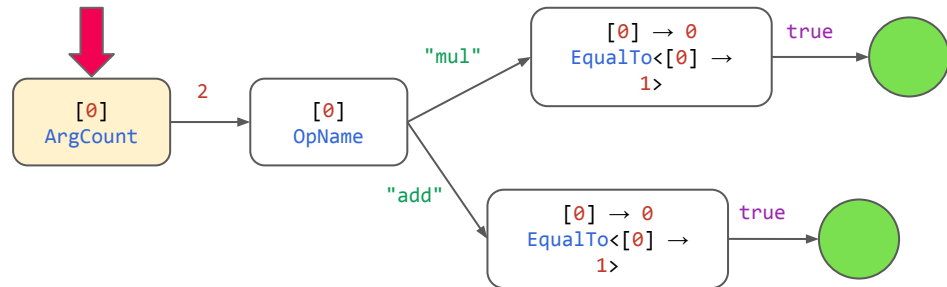 [0]
ArgCount
2
[0]
OpName
"mul"
[0] → 0
EqualTo<[0] →
1>
true
"add"
[0] → 0
EqualTo<[0] →
1>
true